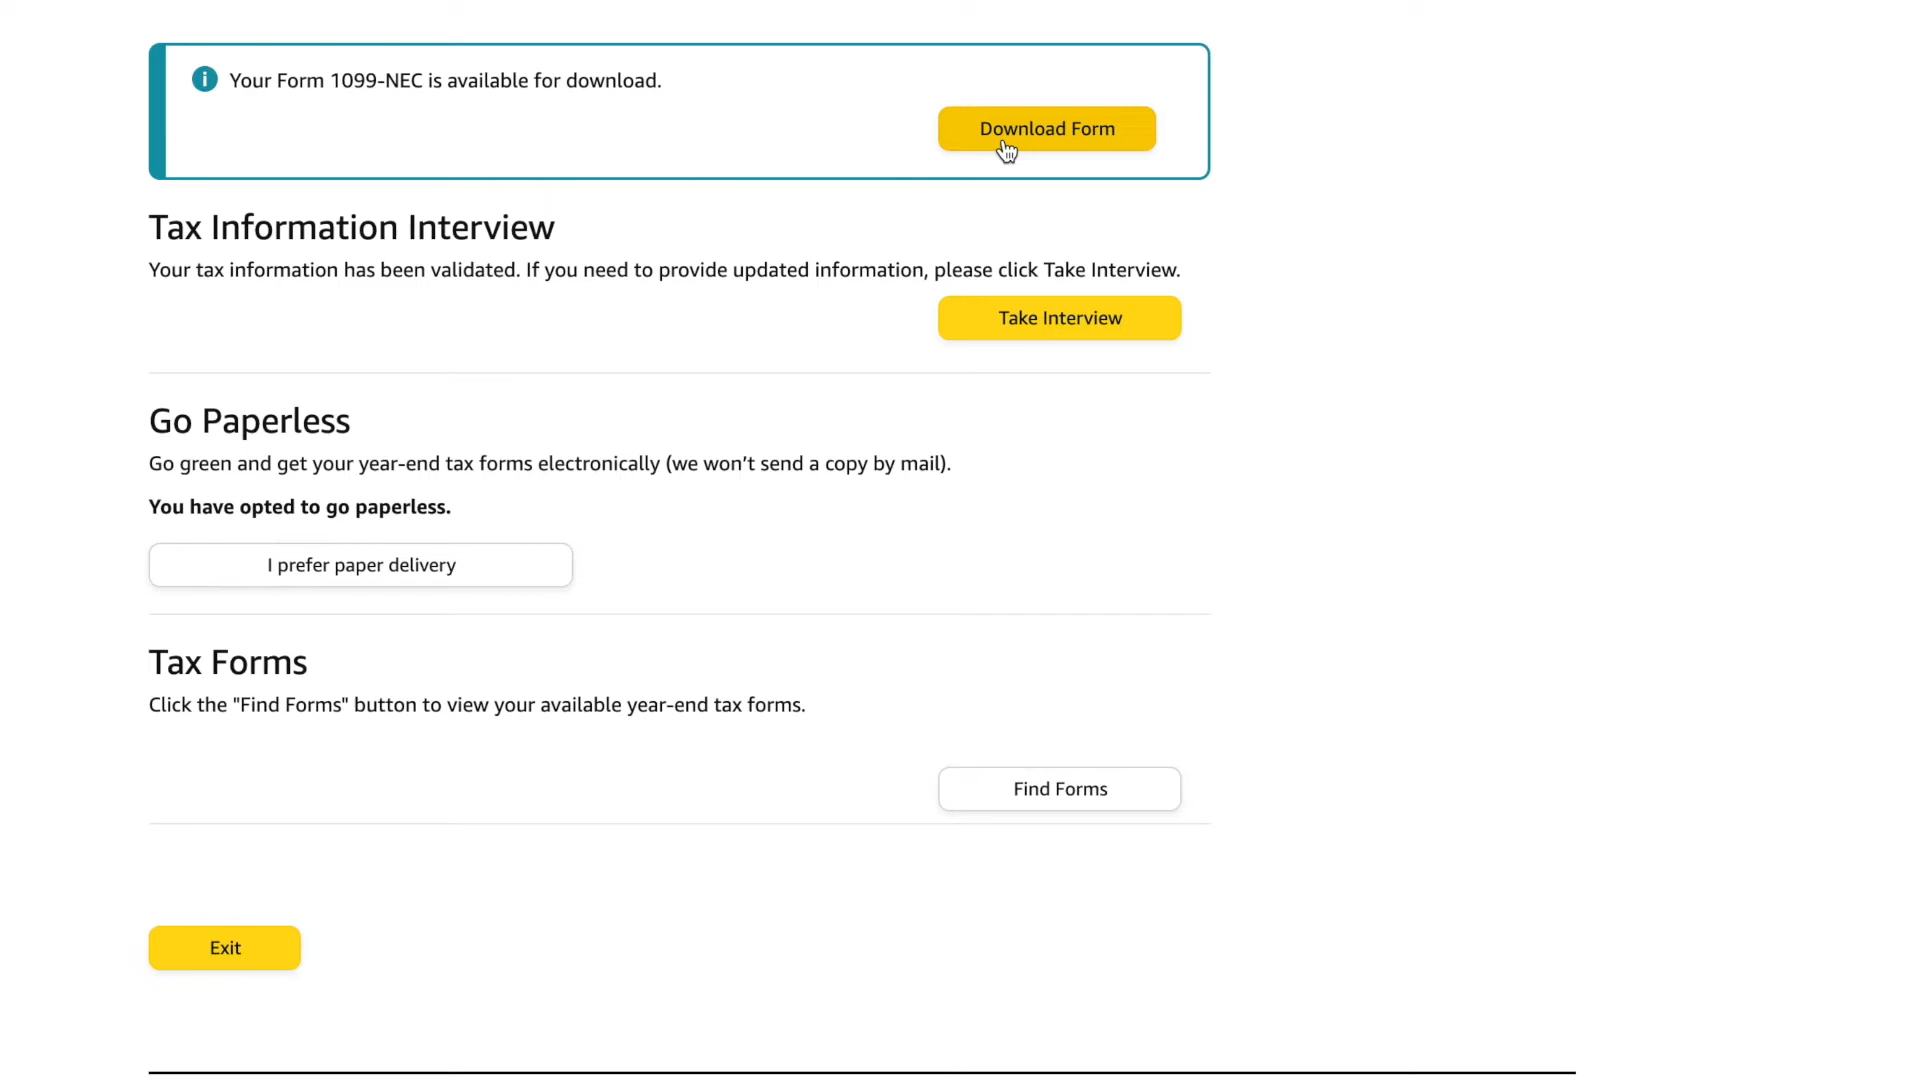 Your Form 1099-NEC is available for download.
Download Form
Tax Information Interview
Your tax information has been validated. If you need to provide updated information, please click Take Interview.
Take Interview
Go Paperless
Go green and get your year-end tax forms electronically (we won’t send a copy by mail).
You have opted to go paperless.
I prefer paper delivery
Tax Forms
Click the "Find Forms" button to view your available year-end tax forms.
Find Forms
Exit